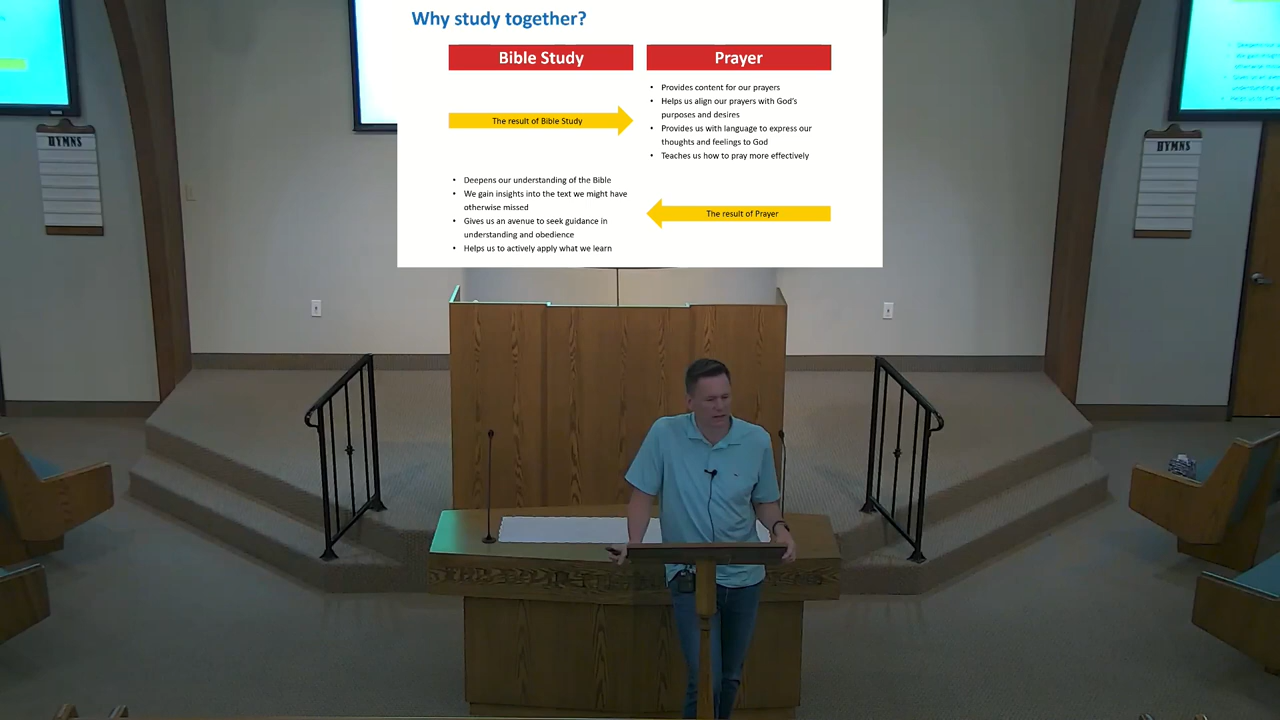 Why study together?
Bible Study
Prayer
• Provides content for our prayers
• Helps us align our prayers with God's
purposes and desires
The result of Bible Study
• Provides us with language to express our
thoughts and feelings to God
• Teaches us how to pray more effectively
• Deepens our understanding of the Bible
• We gain insights into the text we might have
otherwise missed
The result of Prayer
• Gives us an avenue to seek guidance in
understanding and obedience
• Helps us to actively apply what we learn
HYMNS
HYMNS